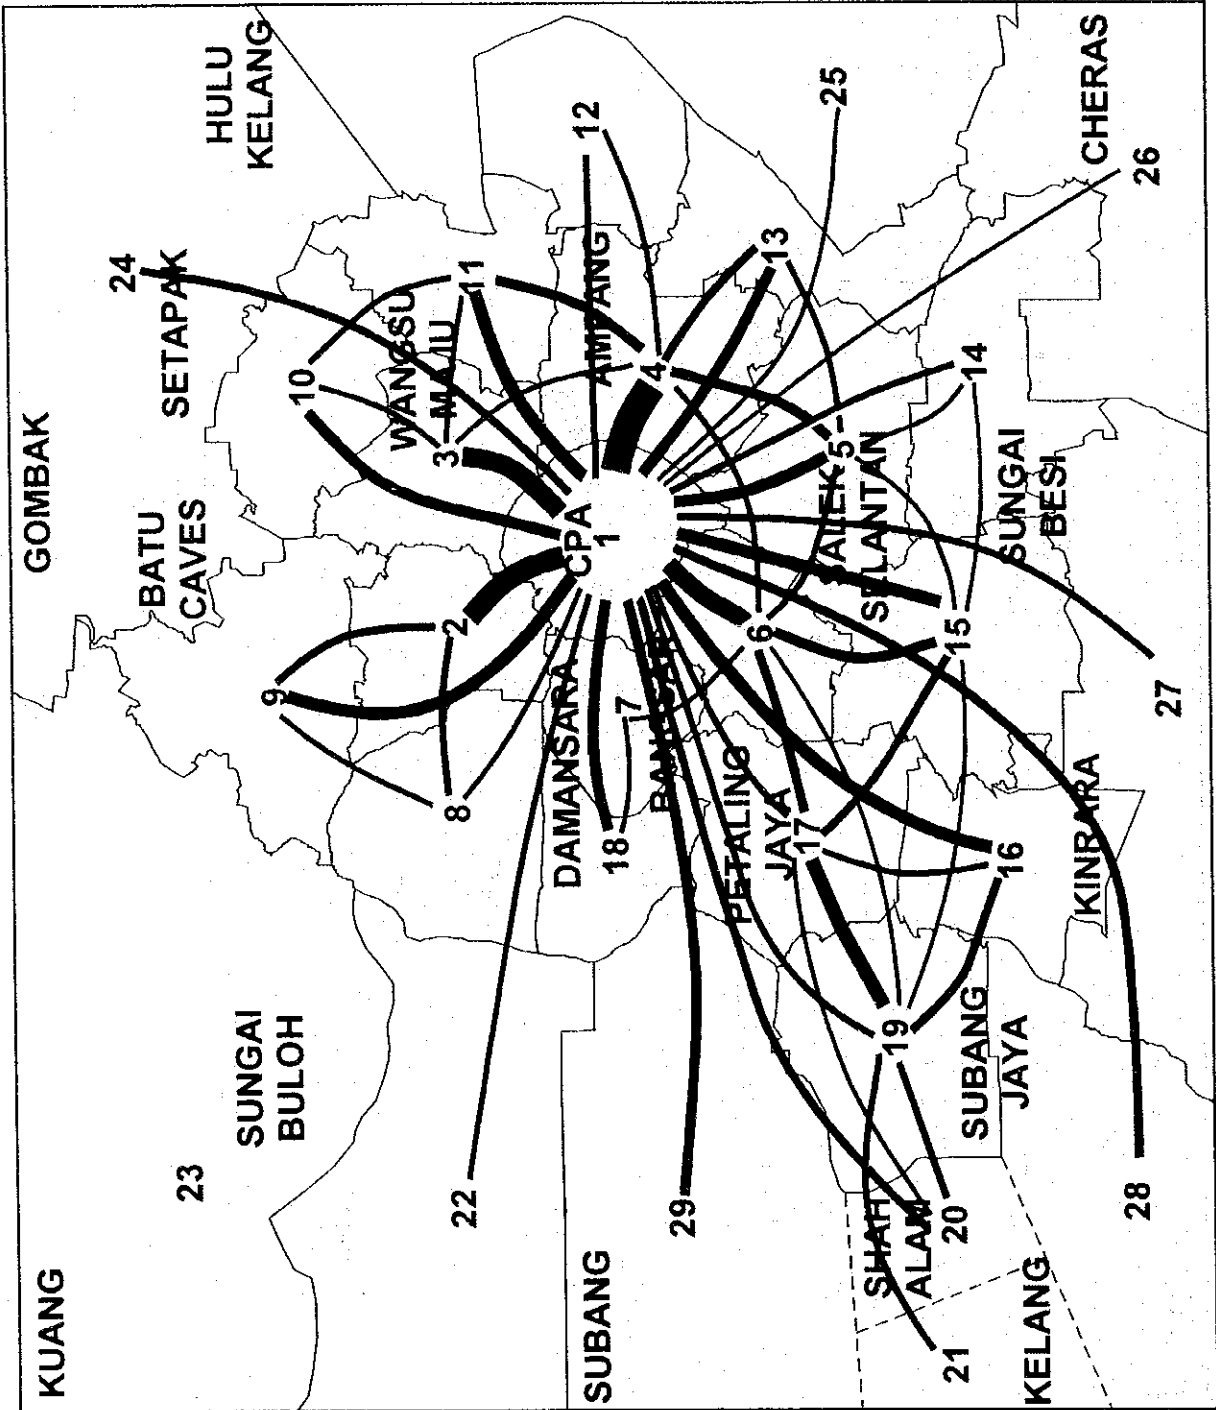 KUANG
GOMBAK
23
SUNGAI
BULOH
BATU
CAVES
SETAPAK
24
HULU
KELANG
9
10
22
8
2
3
WANGSU
MAJU
11
SUBANG
29
18
DAMANSARA
7
BANGSAR
CPA
1
4
AMPANG
12
PETALING
JAYA
17
6
5
SALEK
SELANTAN
13
25
SHAH
ALAM
21
20
19
SUBANG
JAYA
16
15
14
SUNGAI
BESI
KELANG
28
KINRARA
27
26
CHERAS